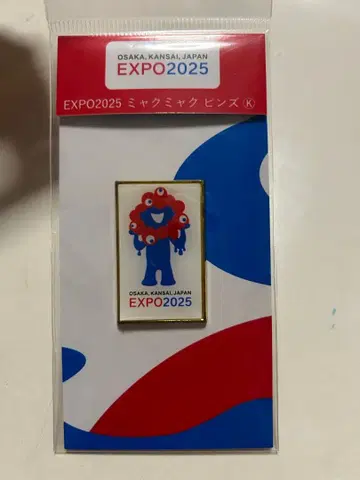 OSAKA, KANSAI, JAPAN
EXPO2025
EXPO2025 ミャクミャク ピンズ Ⓚ
OSAKA, KANSAI, JAPAN
EXPO2025